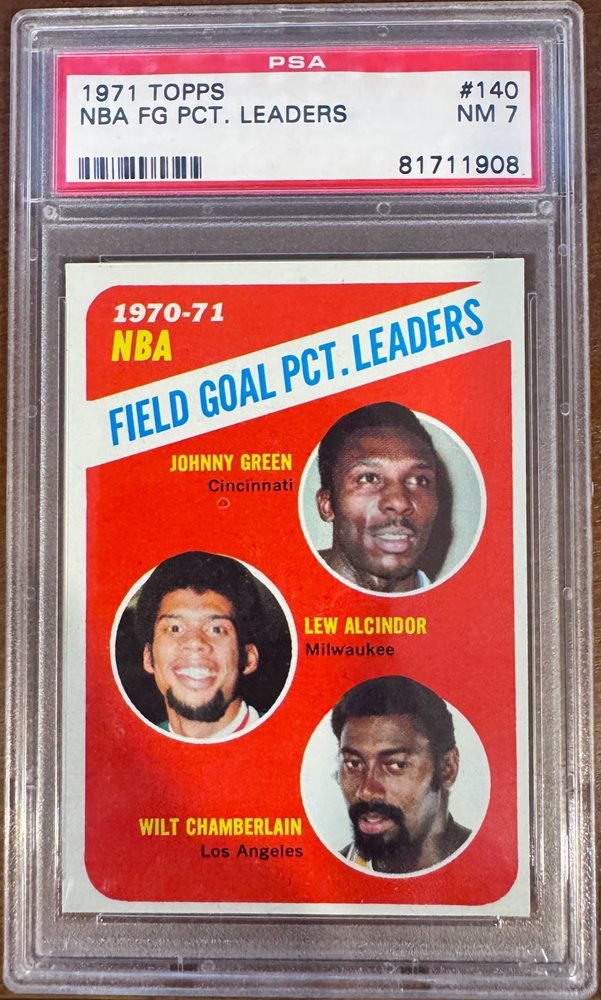 PSA
1971 TOPPS #140
NBA FG PCT. LEADERS NM 7
81711908
1970-71
NBA
FIELD GOAL PCT. LEADERS
JOHNNY GREEN
Cincinnati
LEW ALCINDOR
Milwaukee
WILT CHAMBERLAIN
Los Angeles